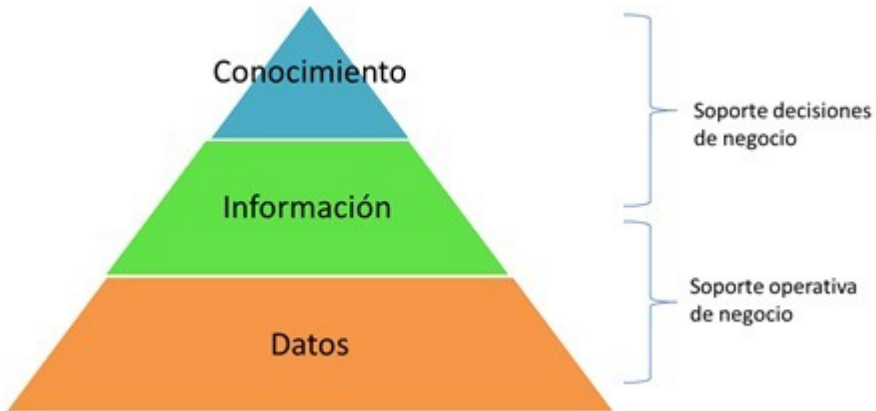 Conocimiento
Soporte decisiones
de negocio
Información
Soporte operativa
de negocio
Datos